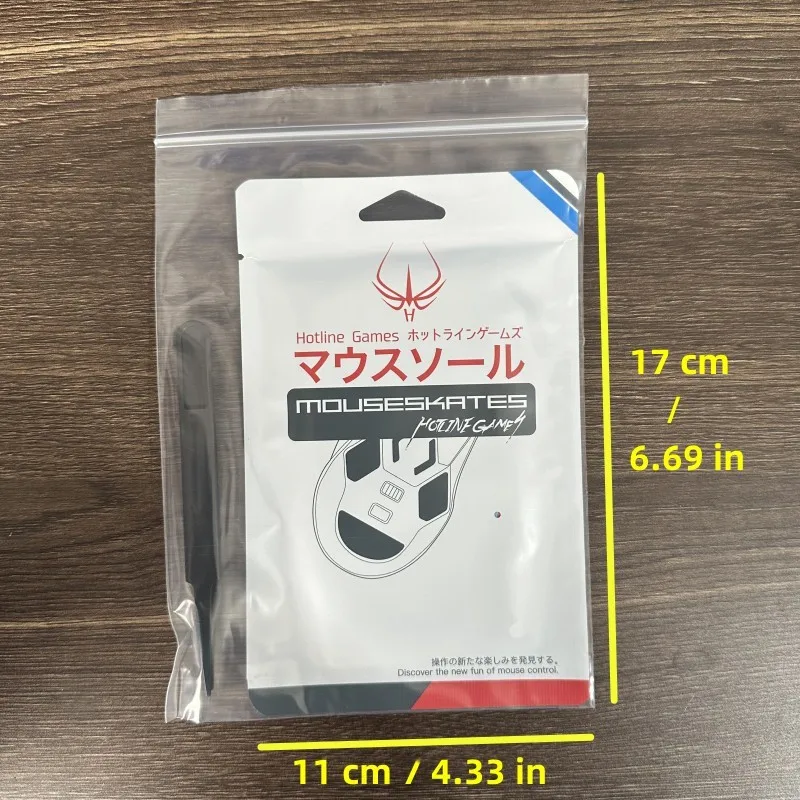 H
Hotline Games ホットラインゲームズ
マウスソール
MOUSESKATES
HOTLINE GAMES
17 cm
/
6.69 in
操作の新たな楽しみを発見する。
Discover the new fun of mouse control.
11 cm / 4.33 in